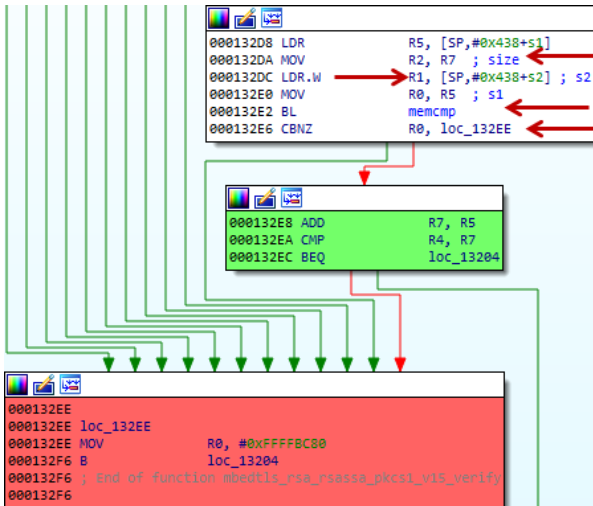 000132D8 LDR R5, [SP,#0x438+s1]
000132DA MOV R2, R7 ; size
000132DC LDR.W R1, [SP,#0x438+s2] ; s2
000132E0 MOV R0, R5 ; s1
000132E2 BL memcmp
000132E6 CBNZ R0, loc_132EE
000132E8 ADD R7, R5
000132EA CMP R4, R7
000132EC BEQ loc_13204
000132EE
000132EE loc_132EE
000132EE MOV R0, #0xFFFFBC80
000132F6 B loc_13204
000132F6 ; End of function mbedtls_rsa_rsassa_pkcs1_v15_verify
000132F6